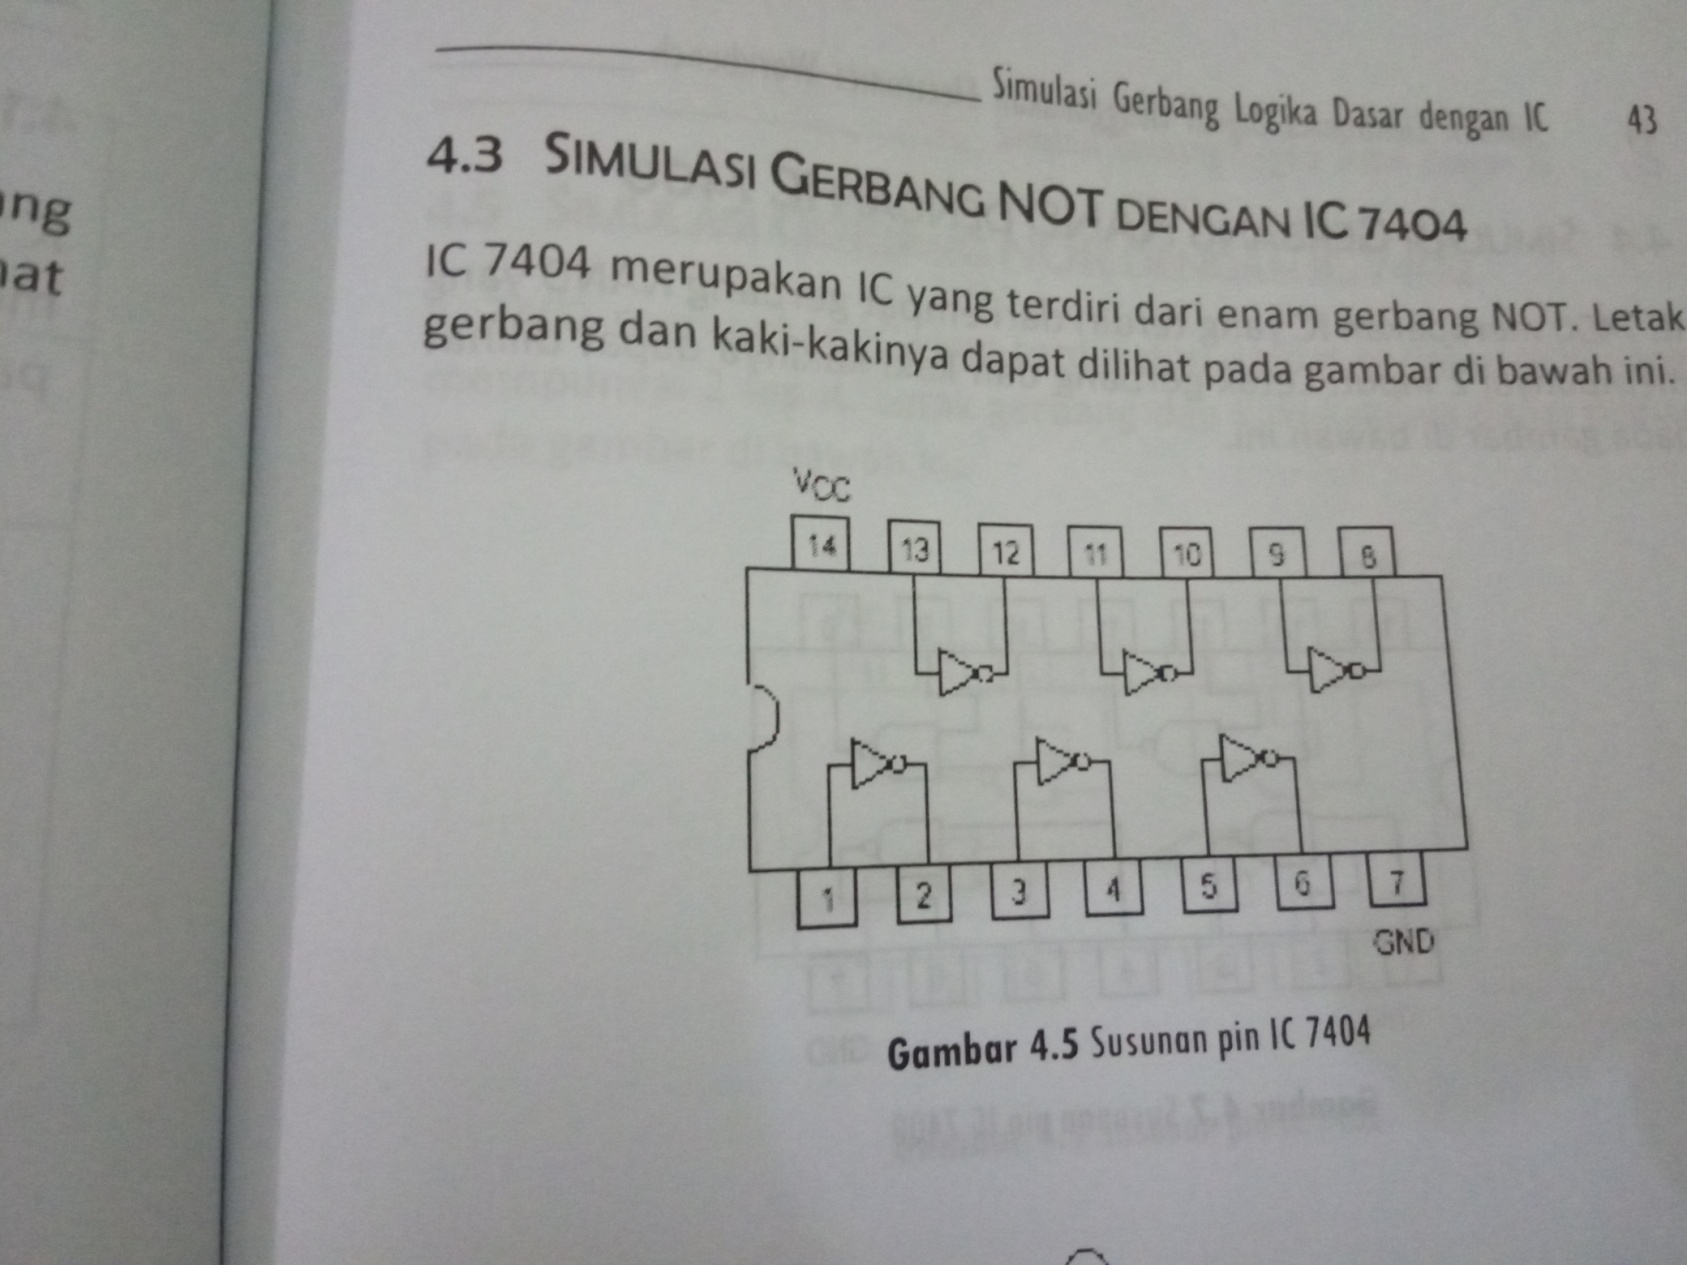 Simulasi Gerbang Logika Dasar dengan IC 43
4.3 SIMULASI GERBANG NOT DENGAN IC 7404
IC 7404 merupakan IC yang terdiri dari enam gerbang NOT. Letak
gerbang dan kaki-kakinya dapat dilihat pada gambar di bawah ini.
VCC
14 13 12 11 10 9 8
1 2 3 4 5 6 7
GND
Gambar 4.5 Susunan pin IC 7404